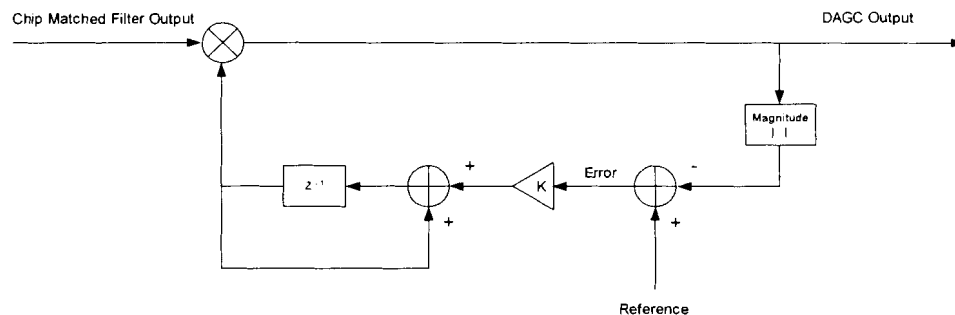 Chip Matched Filter Output
DAGC Output
Magnitude
| |
+
Error
-
K
z⁻¹
+
+
Reference